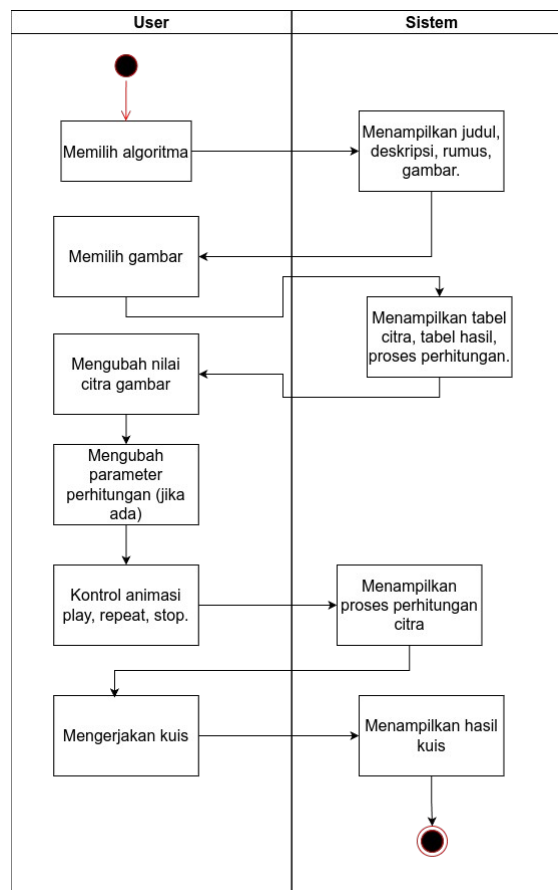 User
Sistem
Memilih algoritma
Menampilkan judul,
deskripsi, rumus,
gambar.
Memilih gambar
Menampilkan tabel
citra, tabel hasil,
proses perhitungan.
Mengubah nilai
citra gambar
Mengubah
parameter
perhitungan (jika
ada)
Kontrol animasi
play, repeat, stop.
Menampilkan
proses perhitungan
citra
Mengerjakan kuis
Menampilkan hasil
kuis